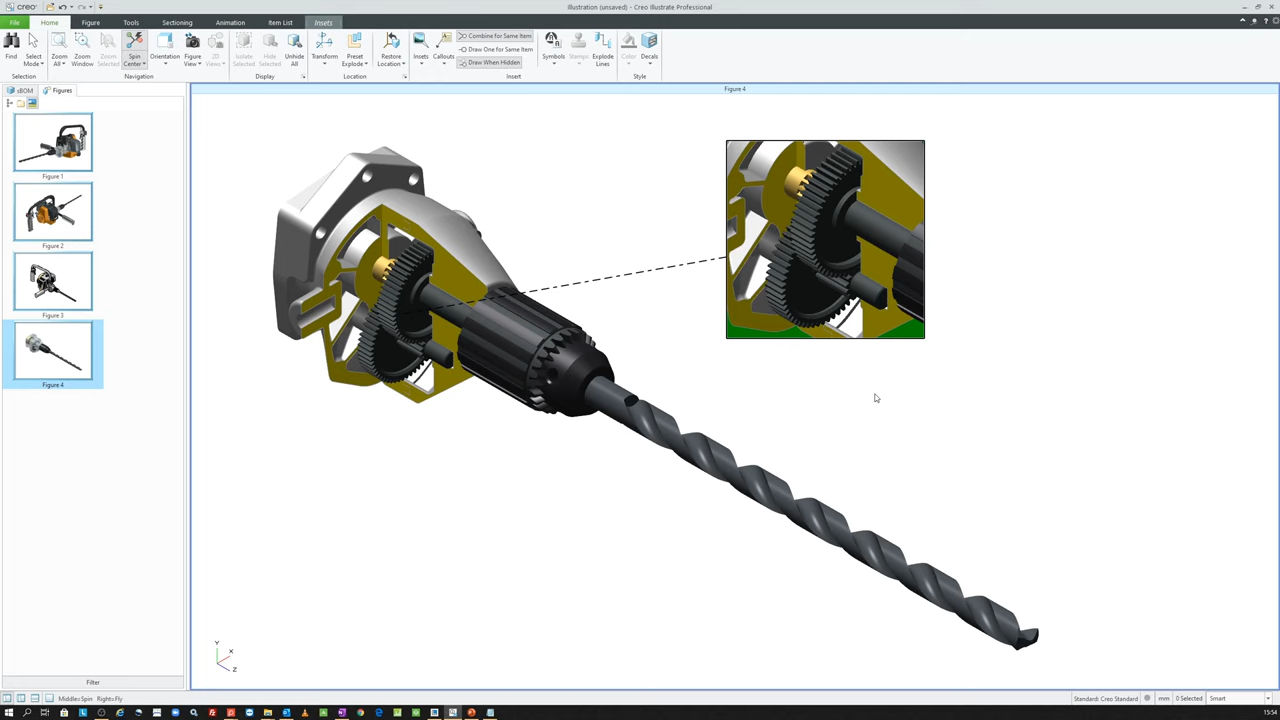 creo
Illustration (unsaved) - Creo Illustrate Professional
File Home Figure Tools Sectioning Animation Item List Insets
Find
Select Mode
Zoom All
Zoom Window
Zoom Selected
Spin Center
Orientation
Figure View
2D Views
Isolate Selected
Hide Selected
Unhide All
Transform
Preset Explode
Restore Location
Insets
Callouts
Combine for Same Item
Draw One for Same Item
Draw When Hidden
Symbols
Stamps
Explode Lines
Color
Decals
Selection Navigation Display Location Insert Style
sBOM Figures
Figure 4
Figure 1
Figure 2
Figure 3
Figure 4
Y
X
Z
Filter
Middle=Spin Right=Fly
Standard: Creo Standard mm 0 Selected Smart
15:54